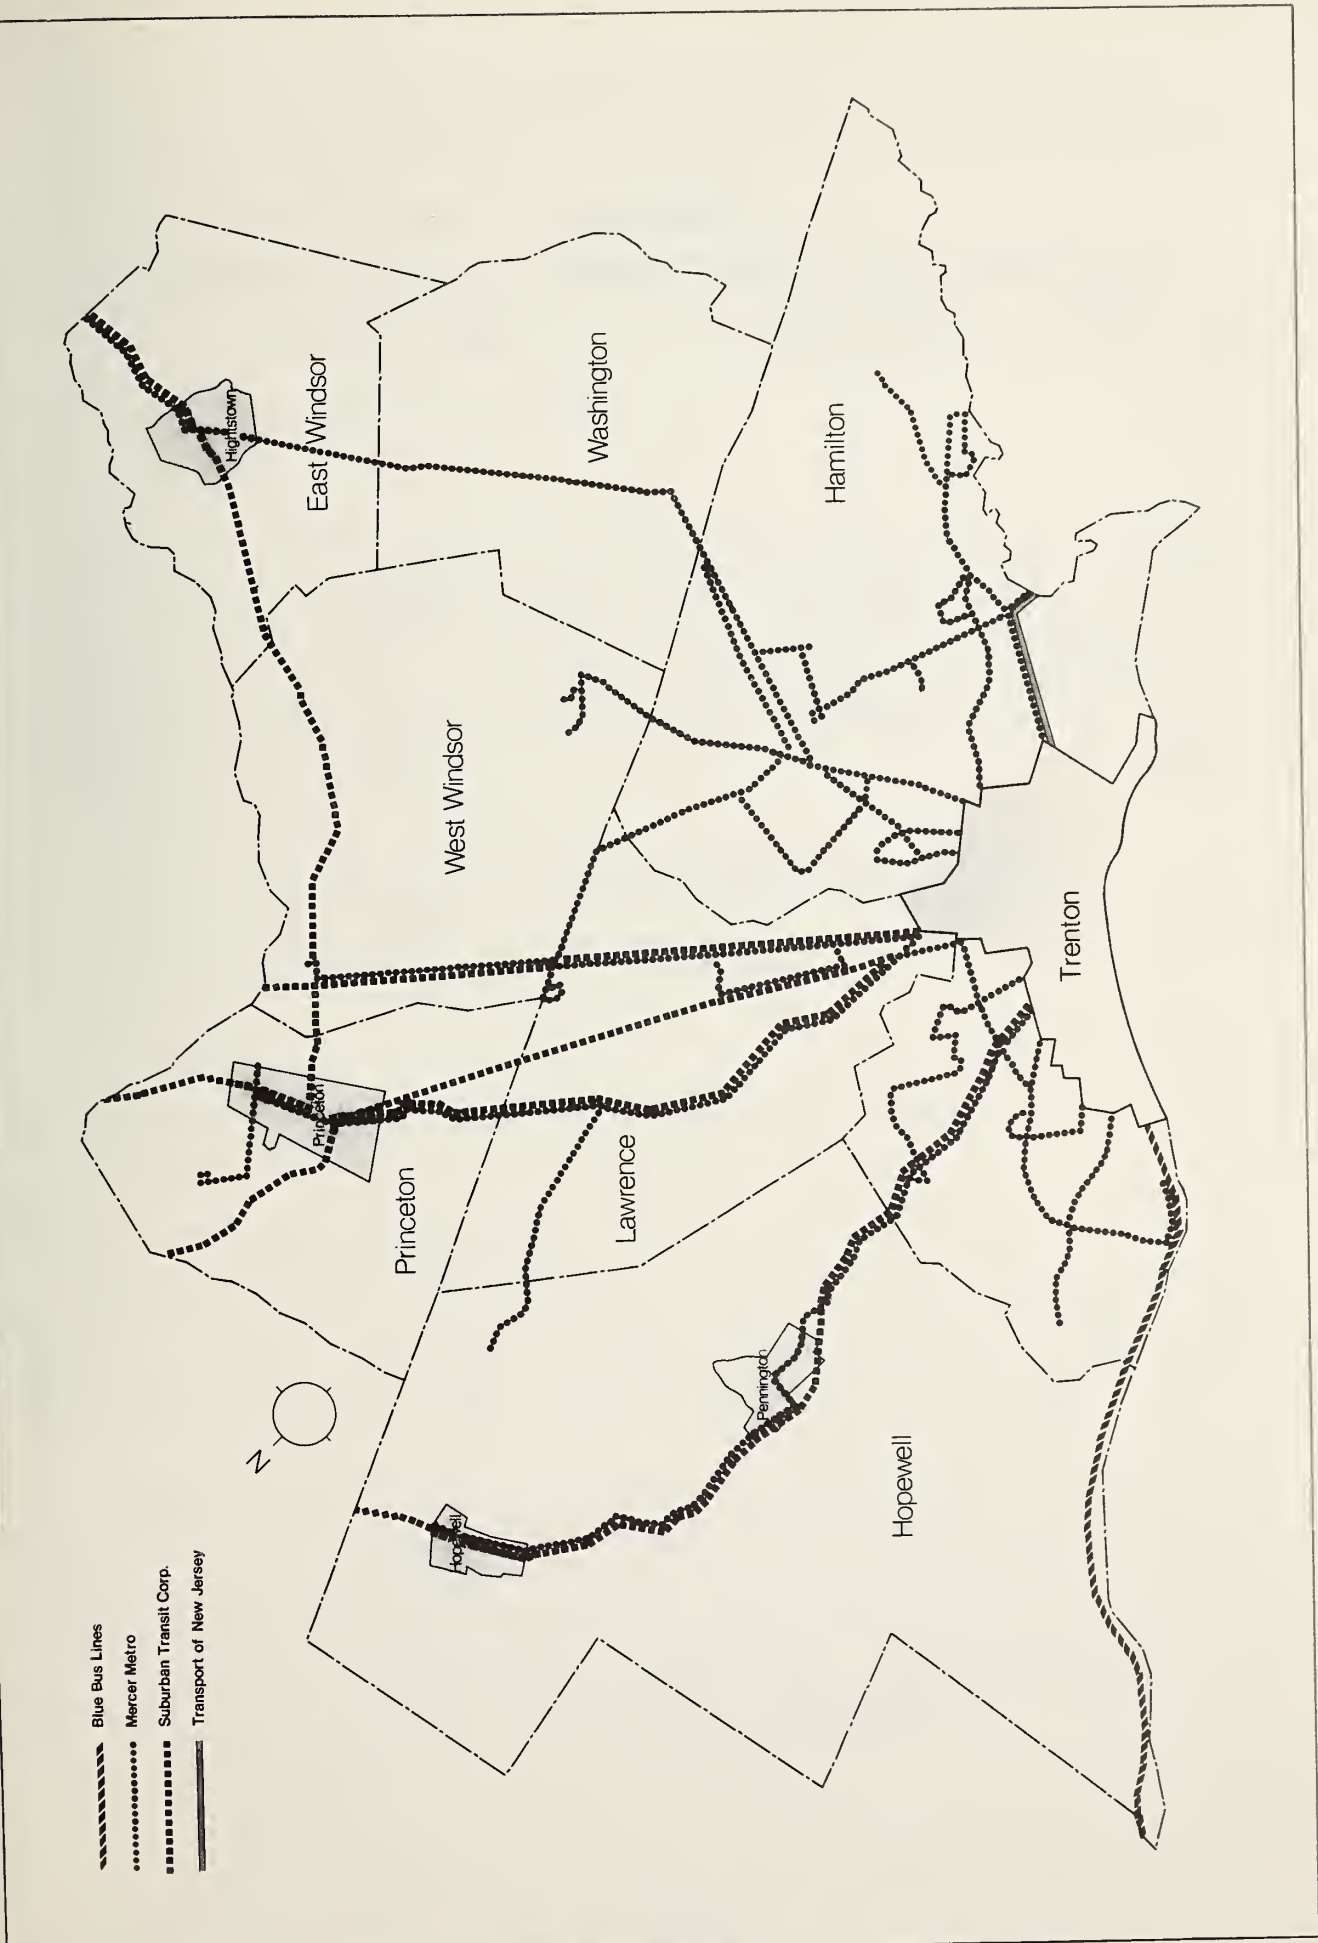 Blue Bus Lines
Mercer Metro
Suburban Transit Corp.
Transport of New Jersey
N
Hopewell
Pennington
Hopewell
Princeton
Princeton
Lawrence
Trenton
West Windsor
Hightstown
East Windsor
Washington
Hamilton